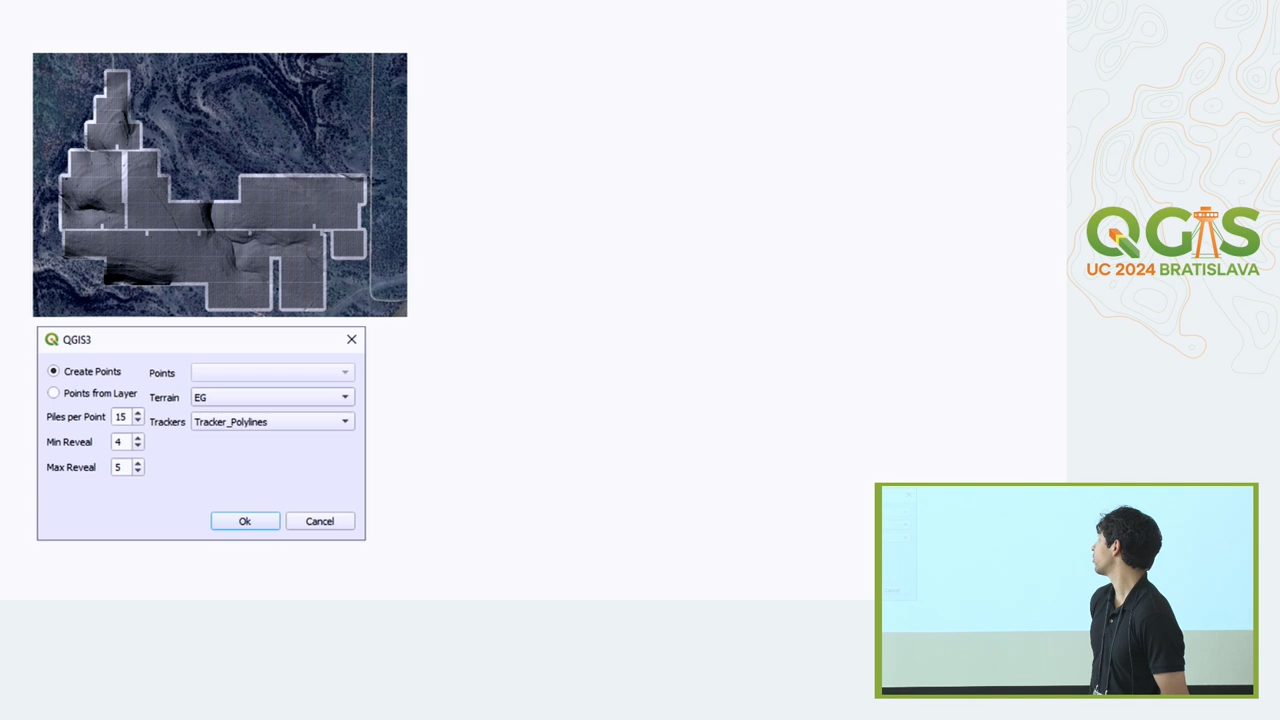 QGIS3
Create Points
Points
Points from Layer
Terrain
EG
Piles per Point
15
Trackers
Tracker_Polylines
Min Reveal
4
Max Reveal
5
Ok
Cancel
QGIS
UC 2024 BRATISLAVA